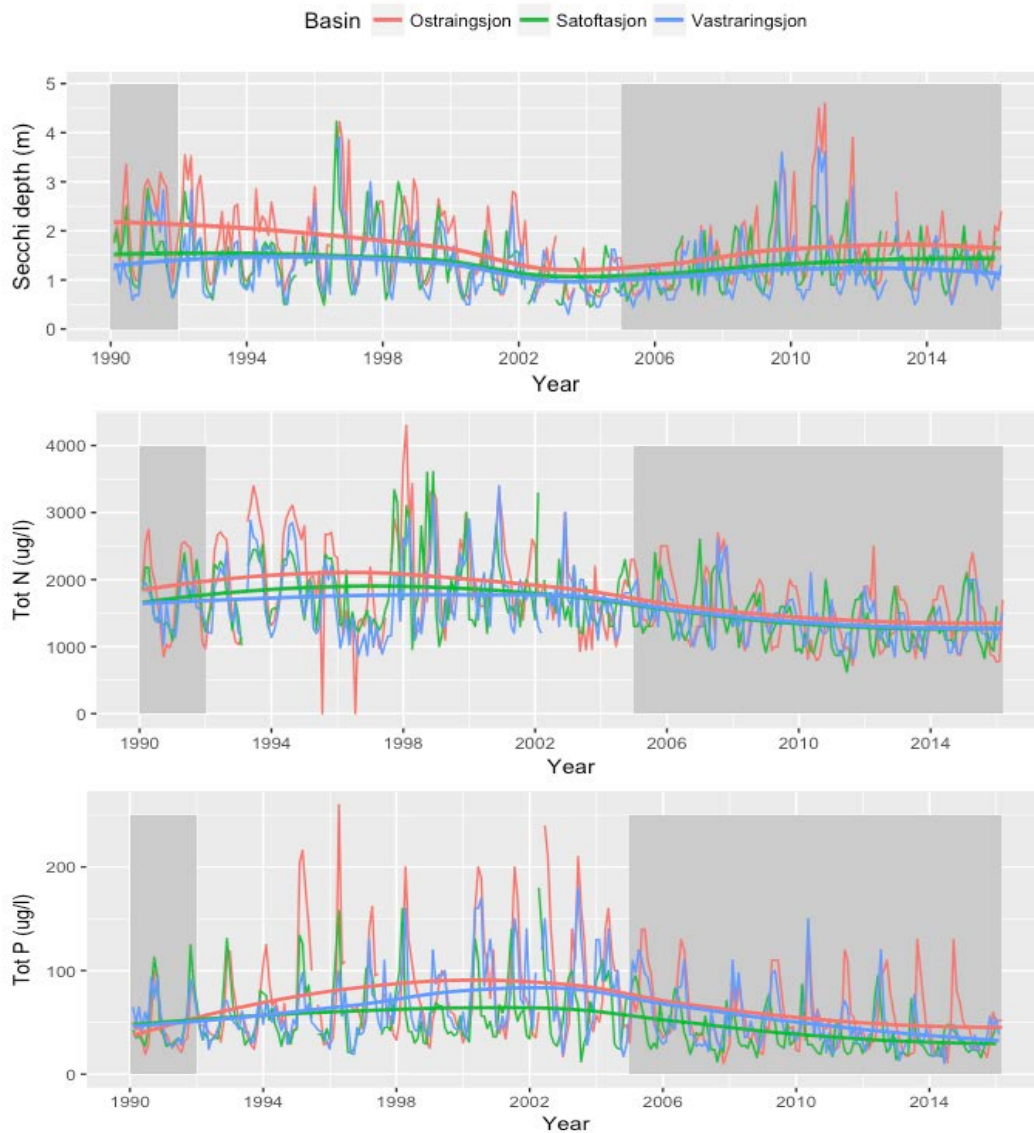 Basin Ostraingsjon Satoftasjon Vastraringsjon
5
4
3
2
1
0
Secchi depth (m)
1990 1994 1998 2002 2006 2010 2014
Year
4000
3000
2000
1000
0
Tot N (ug/l)
1990 1994 1998 2002 2006 2010 2014
Year
200
100
0
Tot P (ug/l)
1990 1994 1998 2002 2006 2010 2014
Year